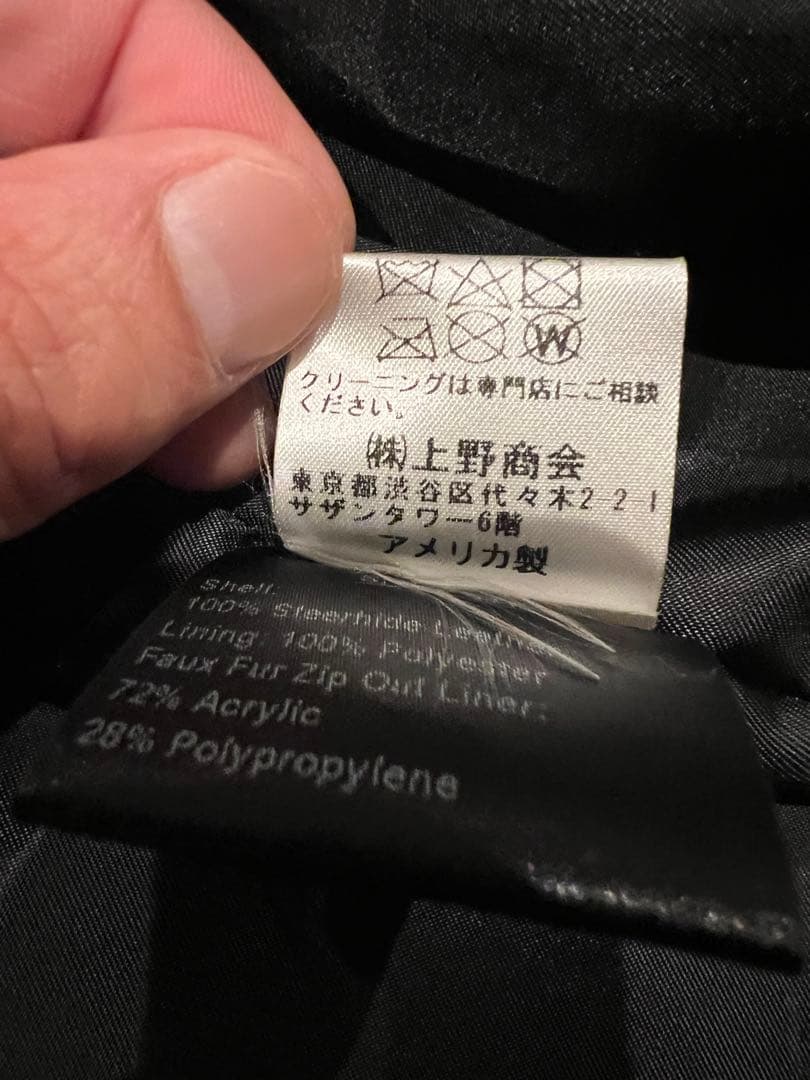 W
クリーニングは専門店にご相談
ください。
㈱上野商会
東京都渋谷区代々木2 2 1
サザンタワー6階
アメリカ製
Shell:
100% Steerhide Leather
Lining: 100% Polyester
Faux Fur Zip Out Liner:
72% Acrylic
28% Polypropylene